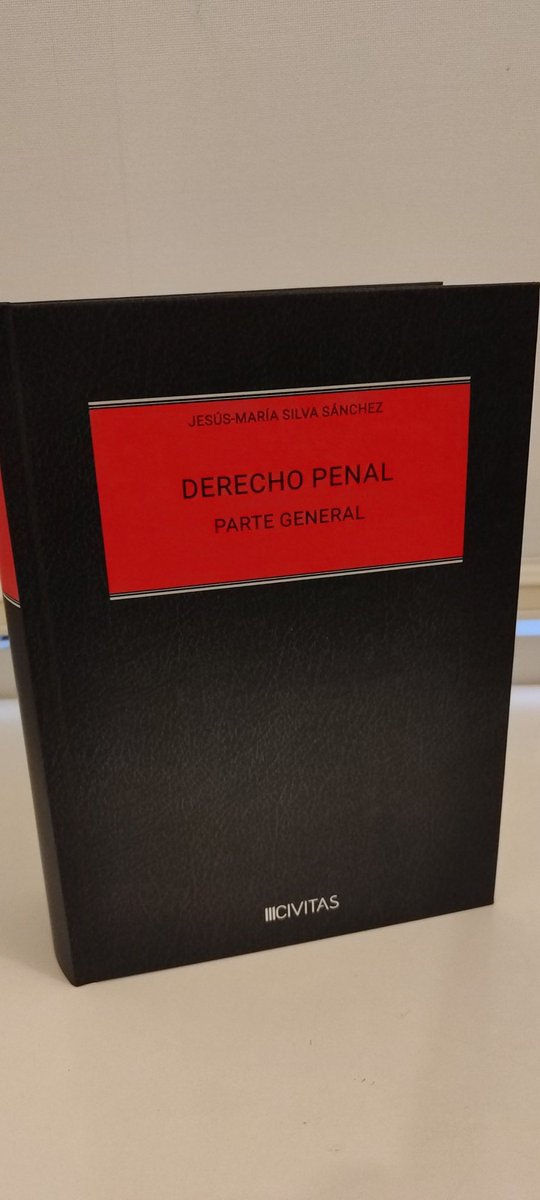 JESÚS-MARÍA SILVA SÁNCHEZ
DERECHO PENAL
PARTE GENERAL
CIVITAS